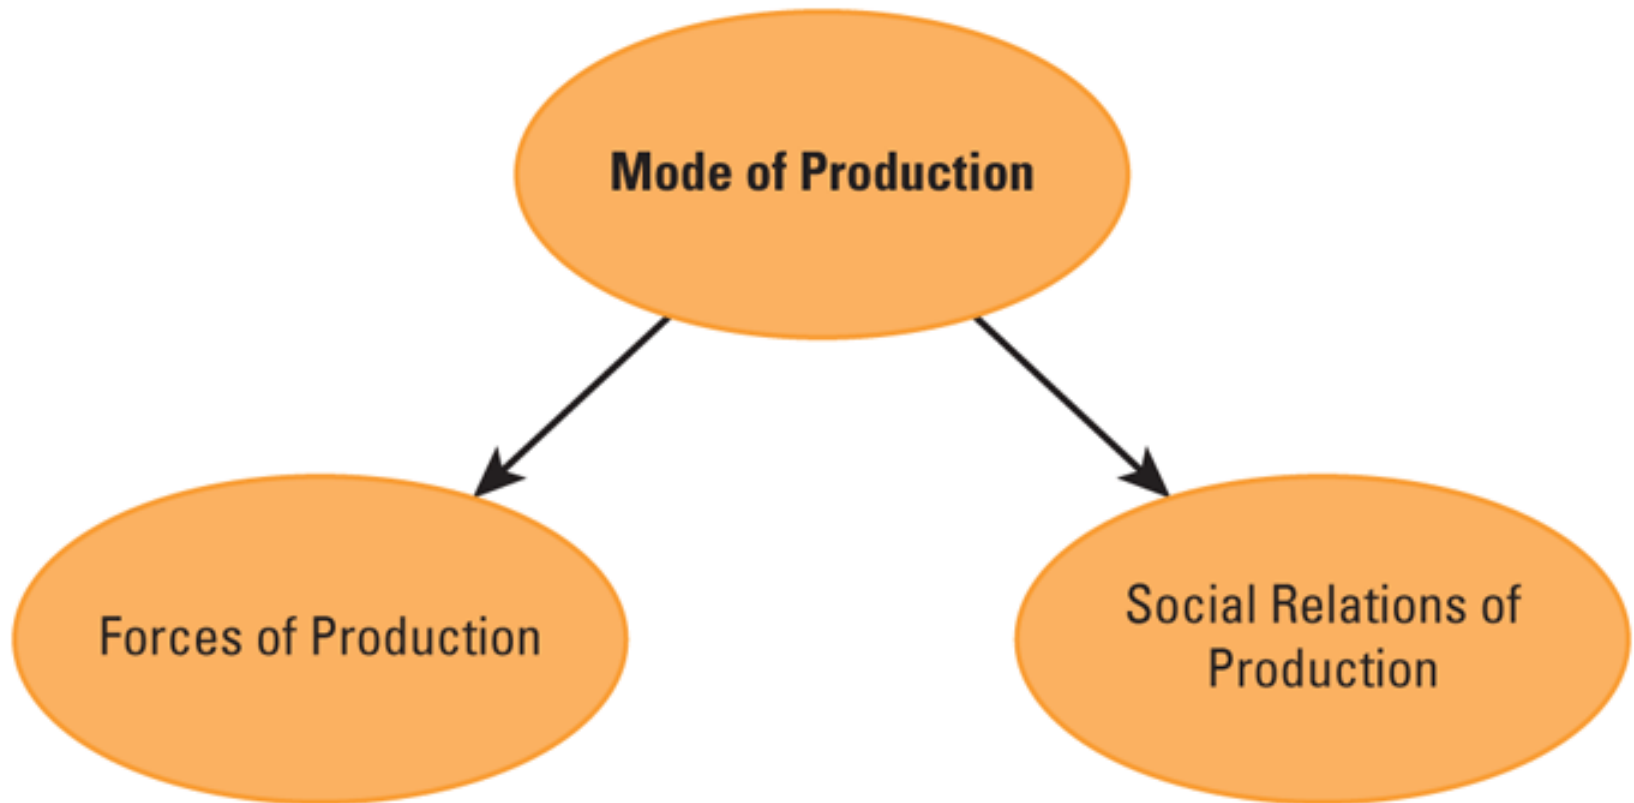 Mode of Production
Forces of Production
Social Relations of
Production